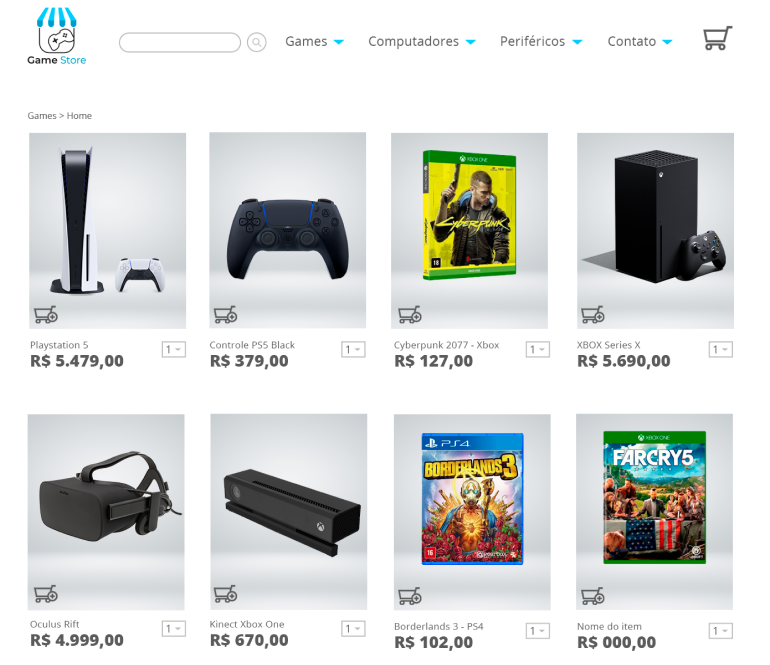 Game Store
Games
Computadores
Periféricos
Contato
Games > Home
XBOX ONE
Cyberpunk
18
Playstation 5
1
R$ 5.479,00
Controle PS5 Black
1
R$ 379,00
Cyberpunk 2077 - Xbox
1
R$ 127,00
XBOX Series X
1
R$ 5.690,00
PS4
BORDERLANDS 3
16
gearbox
XBOX ONE
FARCRY5
Oculus Rift
1
R$ 4.999,00
Kinect Xbox One
1
R$ 670,00
Borderlands 3 - PS4
1
R$ 102,00
Nome do item
1
R$ 000,00